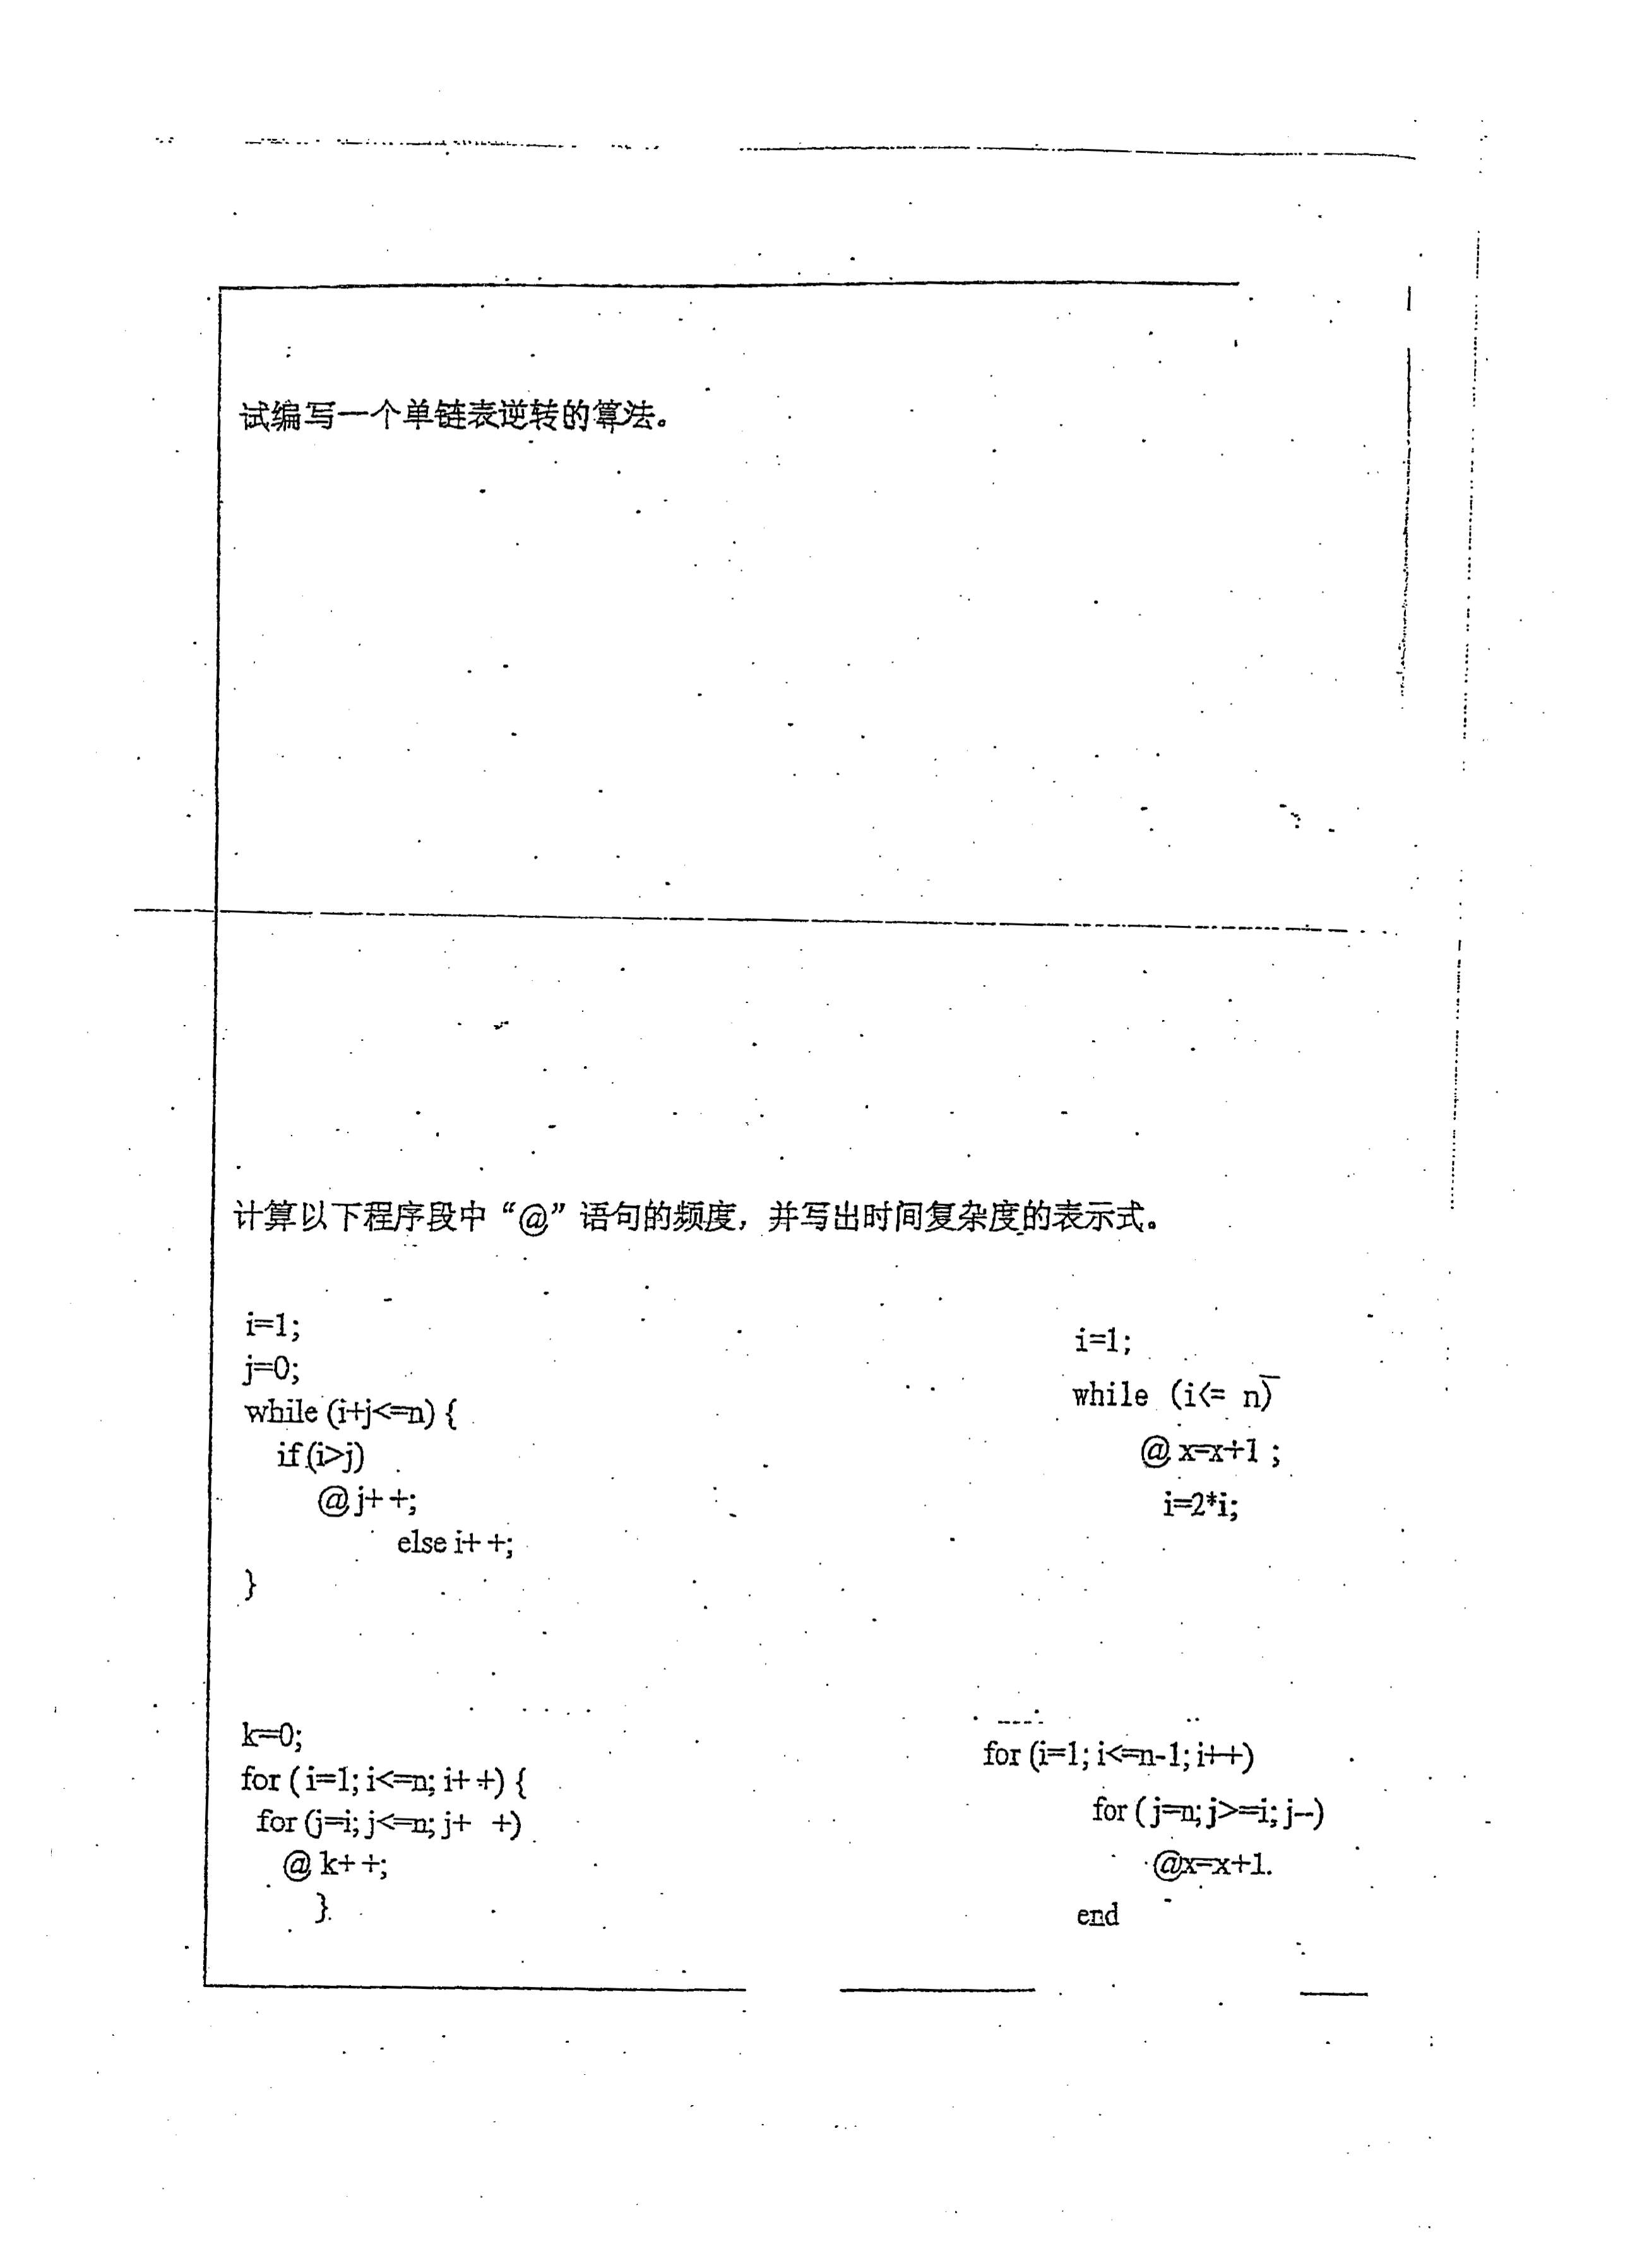 试编写一个单链表逆转的算法。
计算以下程序段中“@”语句的频度，并写出时间复杂度的表示式。
i=1;
j=0;
while (i+j<=n) {
if (i>j)
@ j+ +;
else i+ +;
}
i=1;
while (i<= n)
@ x=x+1 ;
i=2*i;
k=0;
for ( i=1; i<=n; i+ +) {
for (j=i; j<=n; j+ +)
@ k+ +;
}
for (i=1; i<=n-1; i++)
for ( j=n; j>=i; j--)
@x=x+1.
end